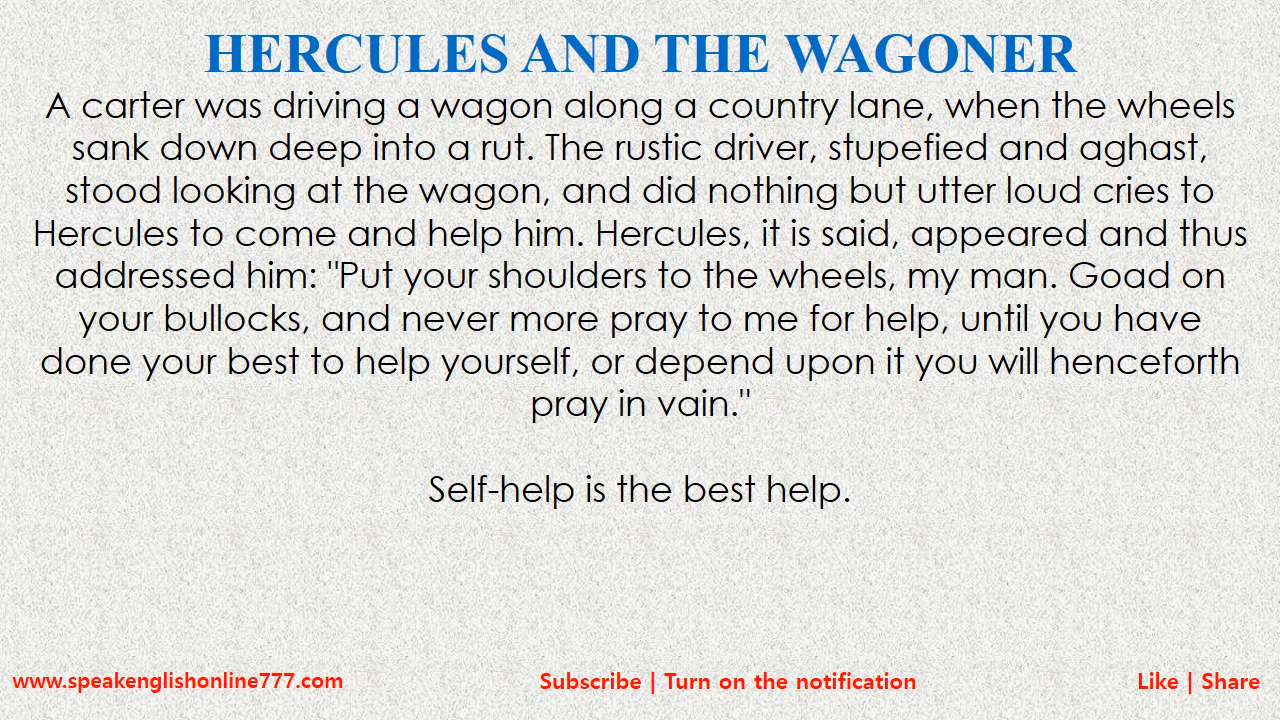 HERCULES AND THE WAGONER
A carter was driving a wagon along a country lane, when the wheels
sank down deep into a rut. The rustic driver, stupefied and aghast,
stood looking at the wagon, and did nothing but utter loud cries to
Hercules to come and help him. Hercules, it is said, appeared and thus
addressed him: "Put your shoulders to the wheels, my man. Goad on
your bullocks, and never more pray to me for help, until you have
done your best to help yourself, or depend upon it you will henceforth
pray in vain."
Self-help is the best help.
www.speakenglishonline777.com
Subscribe | Turn on the notification
Like | Share